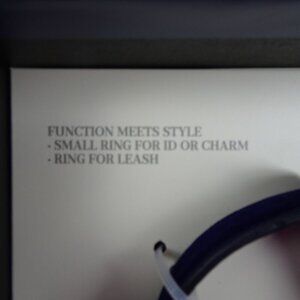 FUNCTION MEETS STYLE
- SMALL RING FOR ID OR CHARM
- RING FOR LEASH